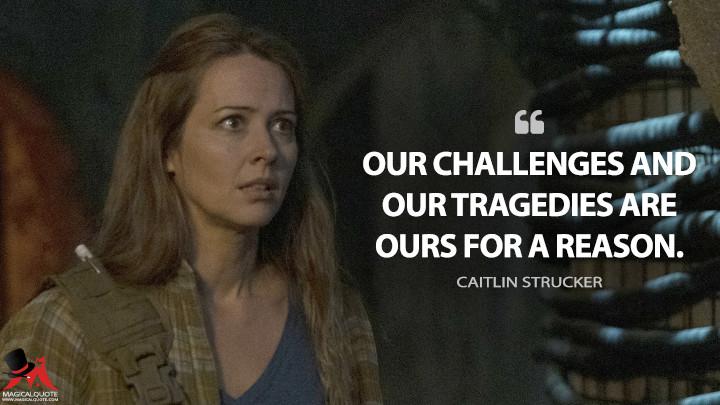 “
OUR CHALLENGES AND
OUR TRAGEDIES ARE
OURS FOR A REASON.
CAITLIN STRUCKER
MAGICALQUOTE
WWW.MAGICALQUOTE.COM